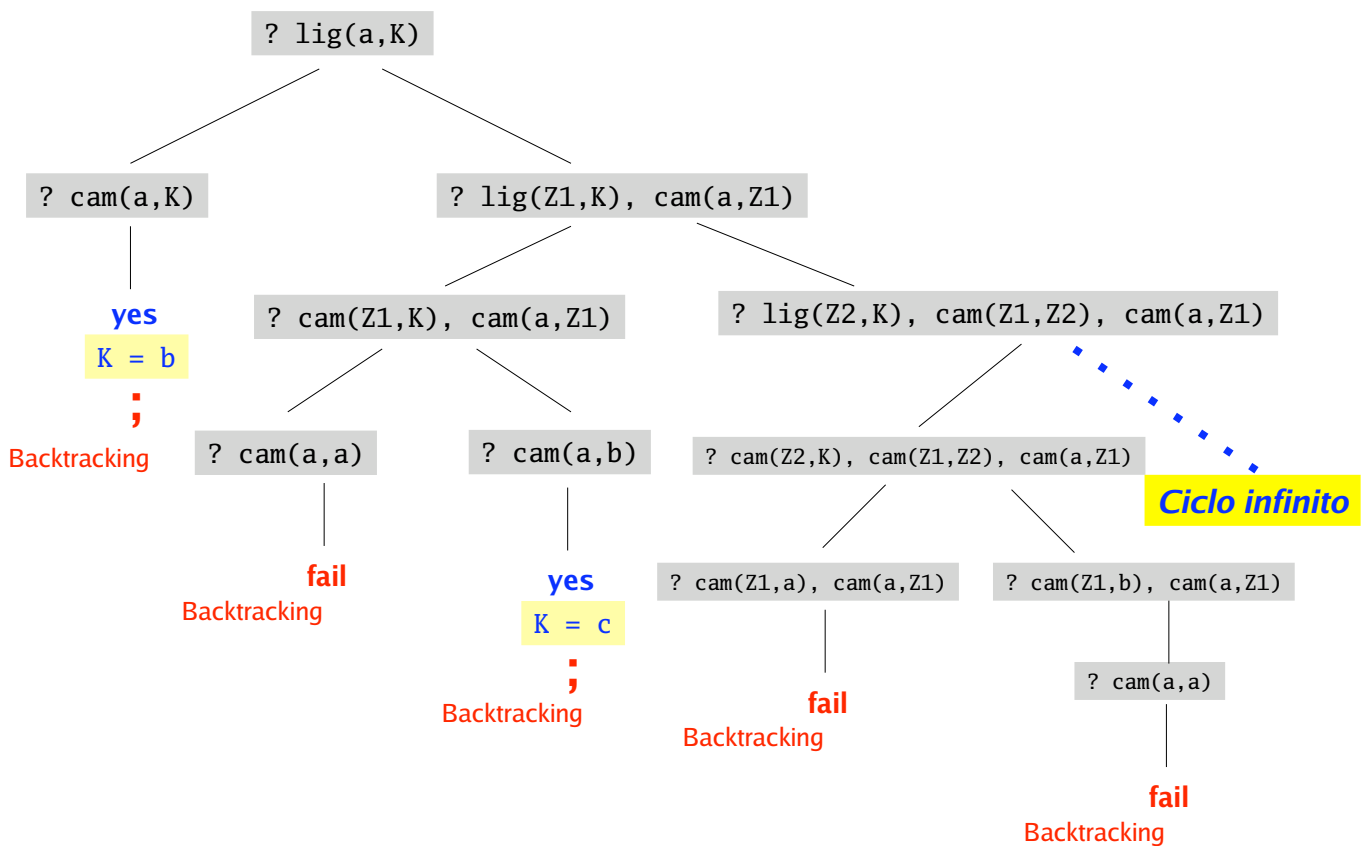 ? lig(a,K)
? cam(a,K)
? lig(Z1,K), cam(a,Z1)
yes
K = b
;
Backtracking
? cam(Z1,K), cam(a,Z1)
? lig(Z2,K), cam(Z1,Z2), cam(a,Z1)
? cam(a,a)
? cam(a,b)
? cam(Z2,K), cam(Z1,Z2), cam(a,Z1)
Ciclo infinito
fail
Backtracking
yes
K = c
;
Backtracking
? cam(Z1,a), cam(a,Z1)
? cam(Z1,b), cam(a,Z1)
fail
Backtracking
? cam(a,a)
fail
Backtracking